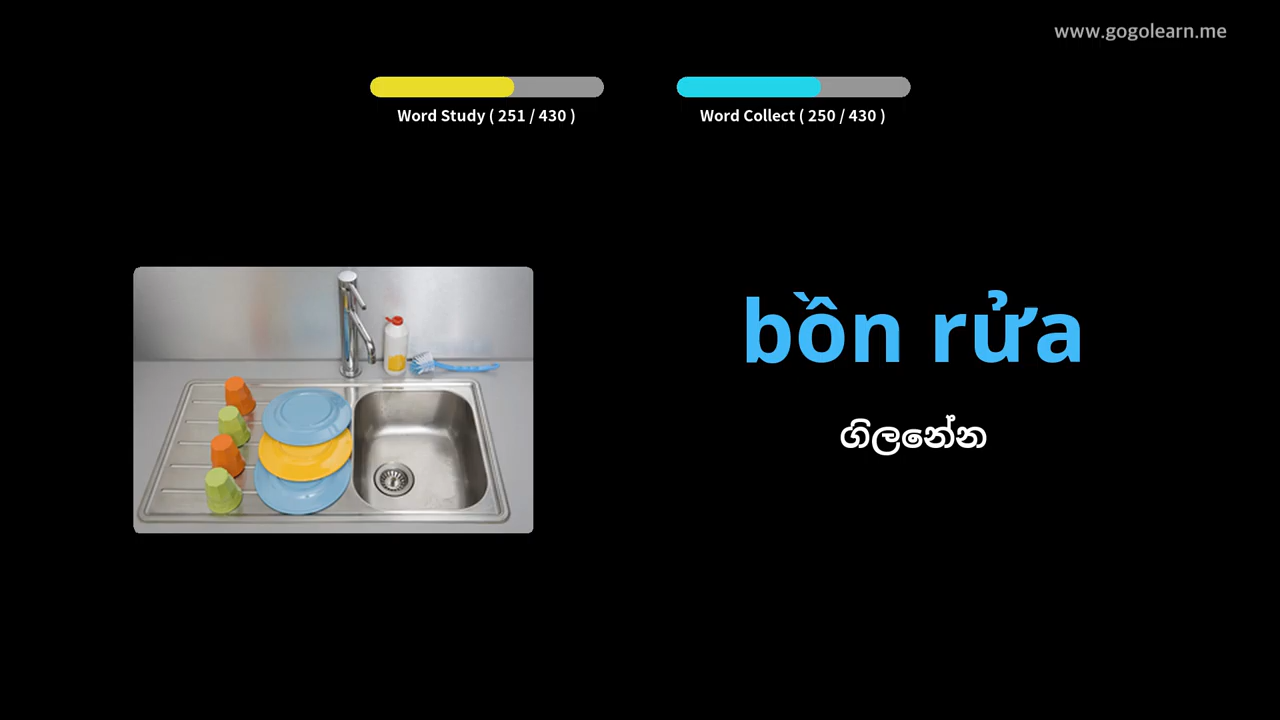 www.gogolearn.me
Word Study ( 251 / 430 )
Word Collect ( 250 / 430 )
bồn rửa
ගිලනේන